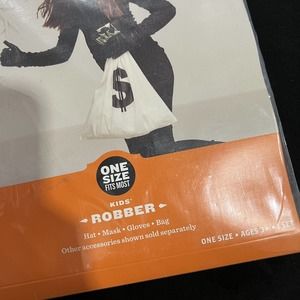 $
ONE
SIZE
FITS MOST
KIDS'
ROBBER
Hat • Mask • Gloves • Bag
Other accessories shown sold separately
ONE SIZE • AGES